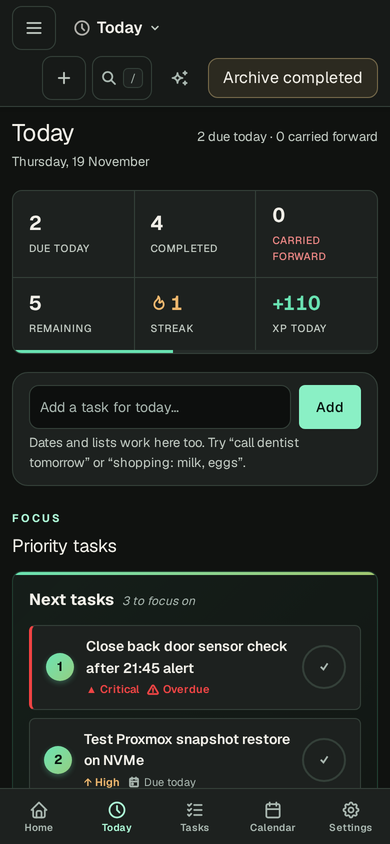 Today
/
Archive completed
Today
2 due today · 0 carried forward
Thursday, 19 November
2
DUE TODAY
4
COMPLETED
0
CARRIED
FORWARD
5
REMAINING
1
STREAK
+110
XP TODAY
Add a task for today...
Add
Dates and lists work here too. Try “call dentist
tomorrow” or “shopping: milk, eggs”.
FOCUS
Priority tasks
Next tasks 3 to focus on
1
Close back door sensor check
after 21:45 alert
Critical Overdue
2
Test Proxmox snapshot restore
on NVMe
High Due today
Home
Today
Tasks
Calendar
Settings